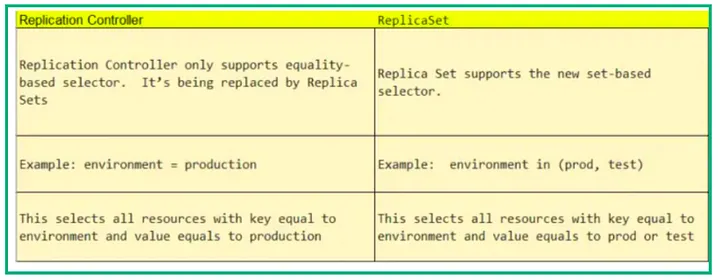 Replication Controller
ReplicaSet
Replication Controller only supports equality-
based selector. It's being replaced by Replica
Sets
Replica Set supports the new set-based
selector.
Example: environment = production
Example: environment in (prod, test)
This selects all resources with key equal to
environment and value equals to production
This selects all resources with key equal to
environment and value equals to prod or test